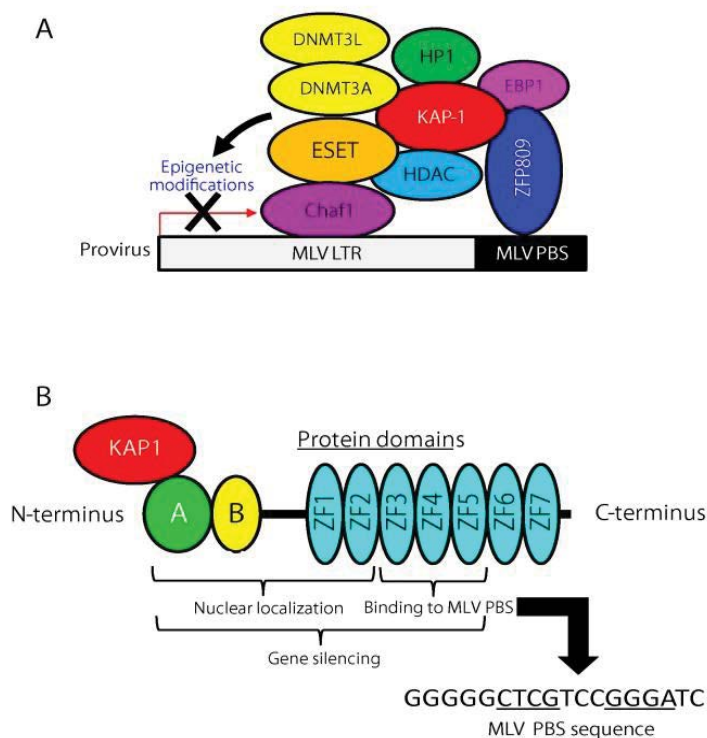 A
DNMT3L
HP1
DNMT3A
EBP1
KAP-1
ESET
ZFP809
Epigenetic
modifications
HDAC
Chaf1
Provirus
MLV LTR
MLV PBS
B
KAP1
Protein domains
N-terminus
A
B
ZF1
ZF2
ZF3
ZF4
ZF5
ZF6
ZF7
C-terminus
Nuclear localization
Binding to MLV PBS
Gene silencing
GGGGGCTCGTCCGGGATC
MLV PBS sequence